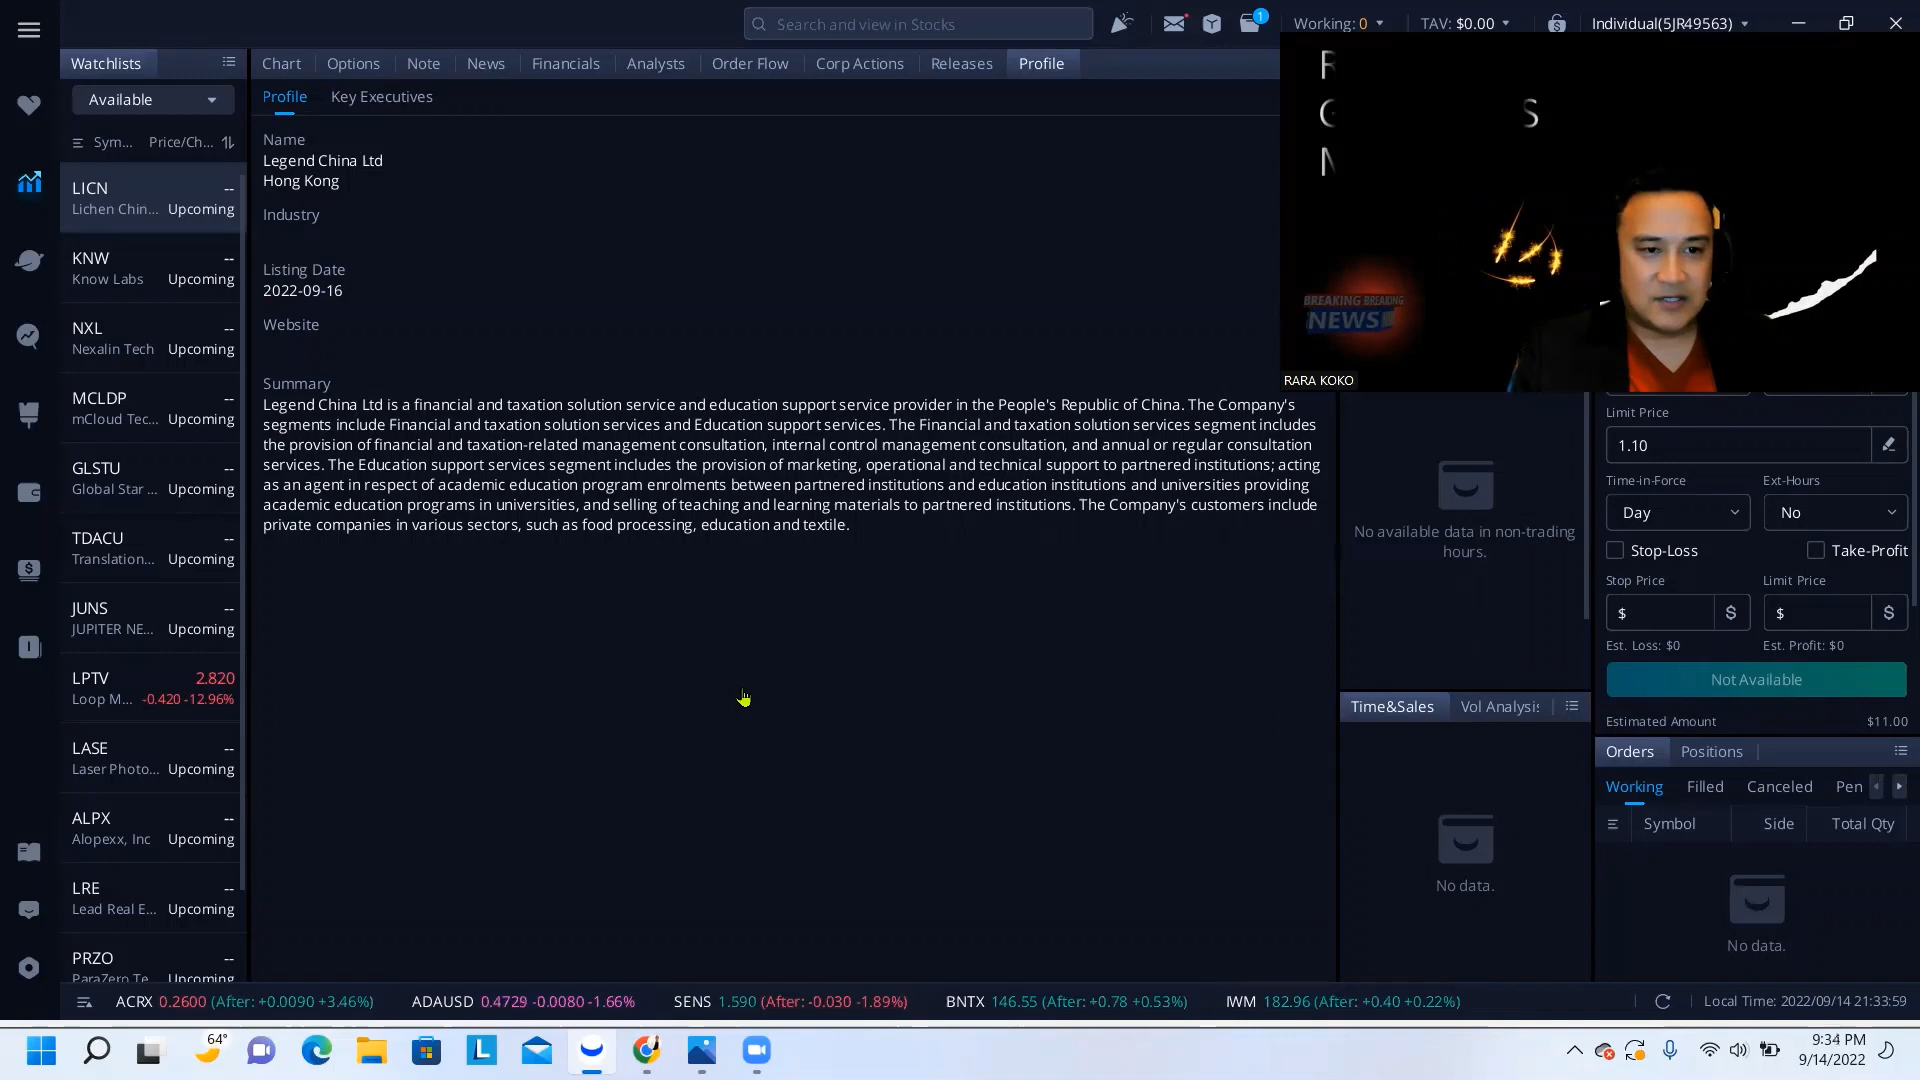 Search and view in Stocks
1
Working: 0
TAV: $0.00
Individual(5JR49563)
Watchlists
Chart
Options
Note
News
Financials
Analysts
Order Flow
Corp Actions
Releases
Profile
Available
Profile
Key Executives
Sym...
Price/Ch...
LICN
--
Lichen Chin...
Upcoming
KNW
--
Know Labs
Upcoming
NXL
--
Nexalin Tech
Upcoming
MCLDP
--
mCloud Tec...
Upcoming
GLSTU
--
Global Star ...
Upcoming
TDACU
--
Translation...
Upcoming
JUNS
--
JUPITER NE...
Upcoming
LPTV
2.820
Loop M...
-0.420 -12.96%
LASE
--
Laser Photo...
Upcoming
ALPX
--
Alopexx, Inc
Upcoming
LRE
--
Lead Real E...
Upcoming
PRZO
--
ParaZero Te...
Upcoming
Name
Legend China Ltd
Hong Kong
Industry
Listing Date
2022-09-16
Website
Summary
Legend China Ltd is a financial and taxation solution service and education support service provider in the People's Republic of China. The Company's
segments include Financial and taxation solution services and Education support services. The Financial and taxation solution services segment includes
the provision of financial and taxation-related management consultation, internal control management consultation, and annual or regular consultation
services. The Education support services segment includes the provision of marketing, operational and technical support to partnered institutions; acting
as an agent in respect of academic education program enrolments between partnered institutions and education institutions and universities providing
academic education programs in universities, and selling of teaching and learning materials to partnered institutions. The Company's customers include
private companies in various sectors, such as food processing, education and textile.
S
BREAKING BREAKING
NEWS
RARA KOKO
No available data in non-trading
hours.
Time&Sales
Vol Analysis
No data.
Limit Price
1.10
Time-in-Force
Ext-Hours
Day
No
Stop-Loss
Take-Profit
Stop Price
Limit Price
$
$
$
$
Est. Loss: $0
Est. Profit: $0
Not Available
Estimated Amount
$11.00
Orders
Positions
Working
Filled
Canceled
Pen
Symbol
Side
Total Qty
No data.
ACRX 0.2600 (After: +0.0090 +3.46%)
ADAUSD 0.4729 -0.0080 -1.66%
SENS 1.590 (After: -0.030 -1.89%)
BNTX 146.55 (After: +0.78 +0.53%)
IWM 182.96 (After: +0.40 +0.22%)
Local Time: 2022/09/14 21:33:59
64°
L
9:34 PM
9/14/2022